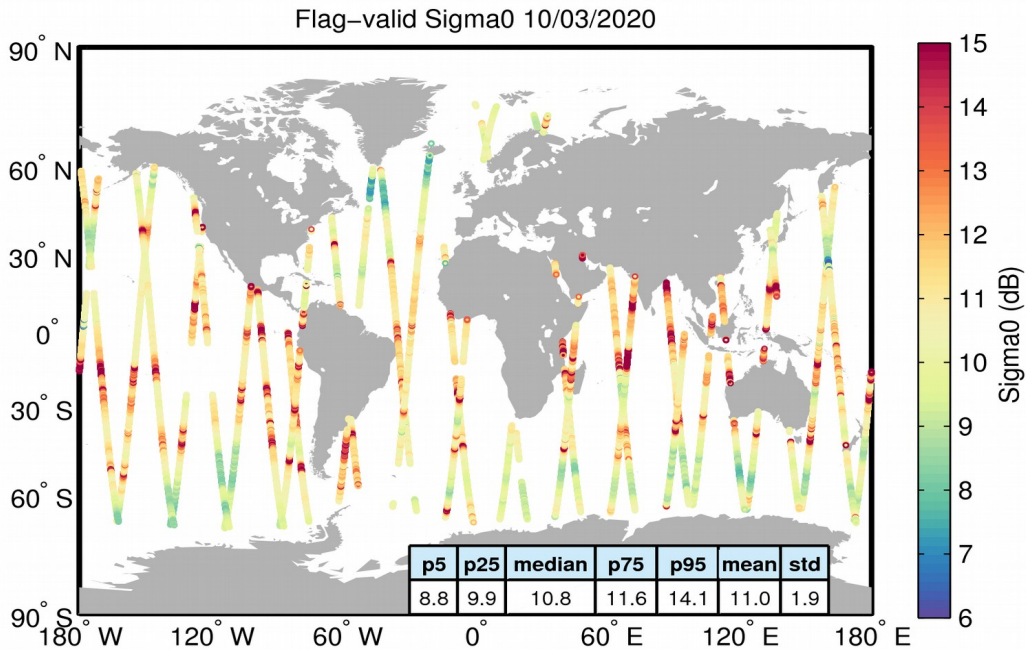 Flag−valid Sigma0 10/03/2020
90° N
60° N
30° N
0°
30° S
60° S
90° S
180° W
120° W
60° W
0°
60° E
120° E
180° E
p5 p25 median p75 p95 mean std
8.8 9.9 10.8 11.6 14.1 11.0 1.9
15
14
13
12
11
10
9
8
7
6
Sigma0 (dB)